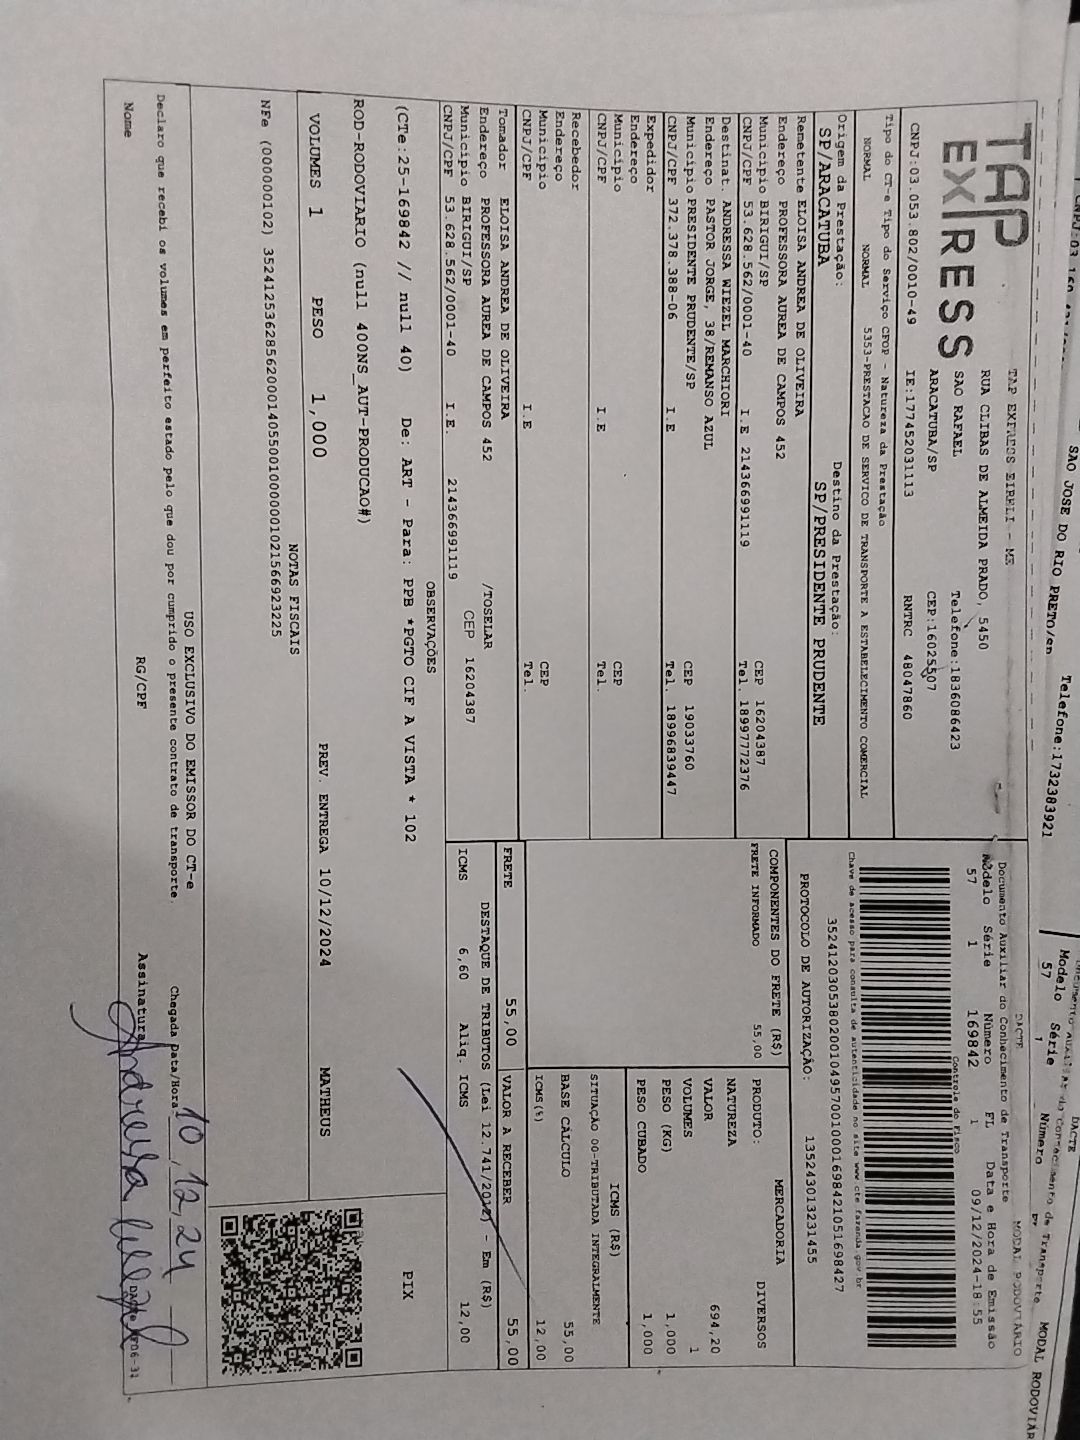 SAO JOSE DO RIO PRETO/SP Telefone:1732383921
Modelo Série Número
57 1
MODAL RODOVIÁR
TAP EXPRESS
TAP EXPRESS EIRELI - ME
RUA CLIBAS DE ALMEIDA PRADO, 5450
SAO RAFAEL Telefone:1836086423
ARACATUBA/SP CEP:16025507
CNPJ:03.053.802/0010-49 IE:177452031113 RNTRC 48047860
DACTE MODAL RODOVIÁRIO
Documento Auxiliar do Conhecimento de Transporte
Modelo Série Número FL Data e Hora de Emissão
57 1 169842 1 09/12/2024-18:55
Controle do Fisco
Chave de acesso para consulta de autenticidade no site www.cte.fazenda.gov.br
35241203053802001049570010001698421051698427
PROTOCOLO DE AUTORIZAÇÃO: 135243013231455
Tipo do CT-e Tipo do Serviço CFOP - Natureza da Prestação
NORMAL NORMAL 5353-PRESTACAO DE SERVICO DE TRANSPORTE A ESTABELECIMENTO COMERCIAL
Origem da Prestação: Destino da Prestação:
SP/ARACATUBA SP/PRESIDENTE PRUDENTE
Remetente ELOISA ANDREA DE OLIVEIRA
Endereço PROFESSORA AUREA DE CAMPOS 452
Município BIRIGUI/SP CEP 16204387
CNPJ/CPF 53.628.562/0001-40 I.E 214366991119 Tel. 18997772376
Destinat. ANDRESSA WIEZEL MARCHIORI
Endereço PASTOR JORGE, 38/REMANSO AZUL
Município PRESIDENTE PRUDENTE/SP CEP 19033760
CNPJ/CPF 372.378.388-06 I.E Tel. 18996839447
Expedidor
Endereço
Município CEP
CNPJ/CPF I.E Tel.
Recebedor
Endereço
Município CEP
CNPJ/CPF I.E Tel.
Tomador ELOISA ANDREA DE OLIVEIRA
Endereço PROFESSORA AUREA DE CAMPOS 452 /TOSELAR
Município BIRIGUI/SP CEP 16204387
CNPJ/CPF 53.628.562/0001-40 I.E. 214366991119
COMPONENTES DO FRETE (R$)
FRETE INFORMADO 55,00
MERCADORIA
PRODUTO: DIVERSOS
NATUREZA
VALOR 694,20
VOLUMES 1
PESO (KG) 1,000
PESO CUBADO 1,000
ICMS (R$)
SITUAÇÃO 00-TRIBUTADA INTEGRALMENTE
BASE CÁLCULO 55,00
ICMS(%) 12,00
FRETE 55,00 VALOR A RECEBER 55,00
DESTAQUE DE TRIBUTOS (Lei 12.741/2012) - Em (R$)
ICMS 6,60 Aliq. ICMS 12,00
OBSERVAÇÕES
(CTe:25-169842 // null 40) De: ART - Para: PPB *PGTO CIF A VISTA * 102
PIX
ROD-RODOVIARIO (null 400NS_AUT-PRODUCAO#)
VOLUMES 1 PESO 1,000 PREV. ENTREGA 10/12/2024 MATHEUS
NOTAS FISCAIS
NFe (000000102) 35241253628562000140550010000001021566923225
USO EXCLUSIVO DO EMISSOR DO CT-e
Declaro que recebi os volumes em perfeito estado pelo que dou por cumprido o presente contrato de transporte.
Chegada Data/Hora 10,12,24
Nome RG/CPF Assinatura Andressa